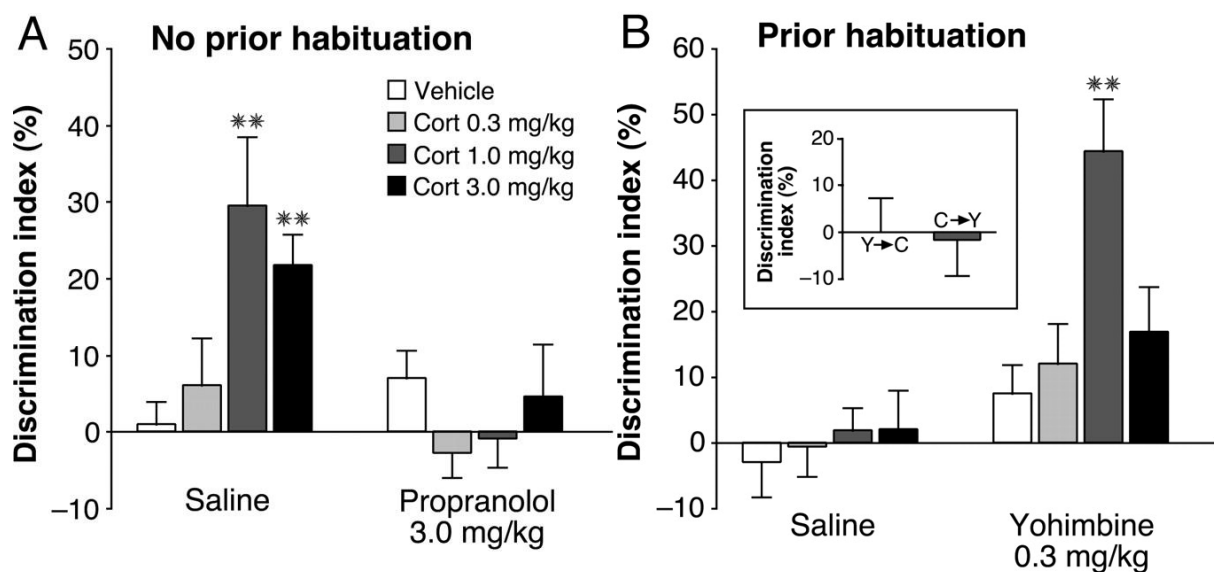 A
No prior habituation
Discrimination index (%)
50
40
30
20
10
0
−10
Vehicle
Cort 0.3 mg/kg
Cort 1.0 mg/kg
Cort 3.0 mg/kg
**
**
Saline
Propranolol
3.0 mg/kg
B
Prior habituation
Discrimination index (%)
60
50
40
30
20
10
0
−10
Discrimination
index (%)
20
10
0
−10
Y→C
C→Y
**
Saline
Yohimbine
0.3 mg/kg